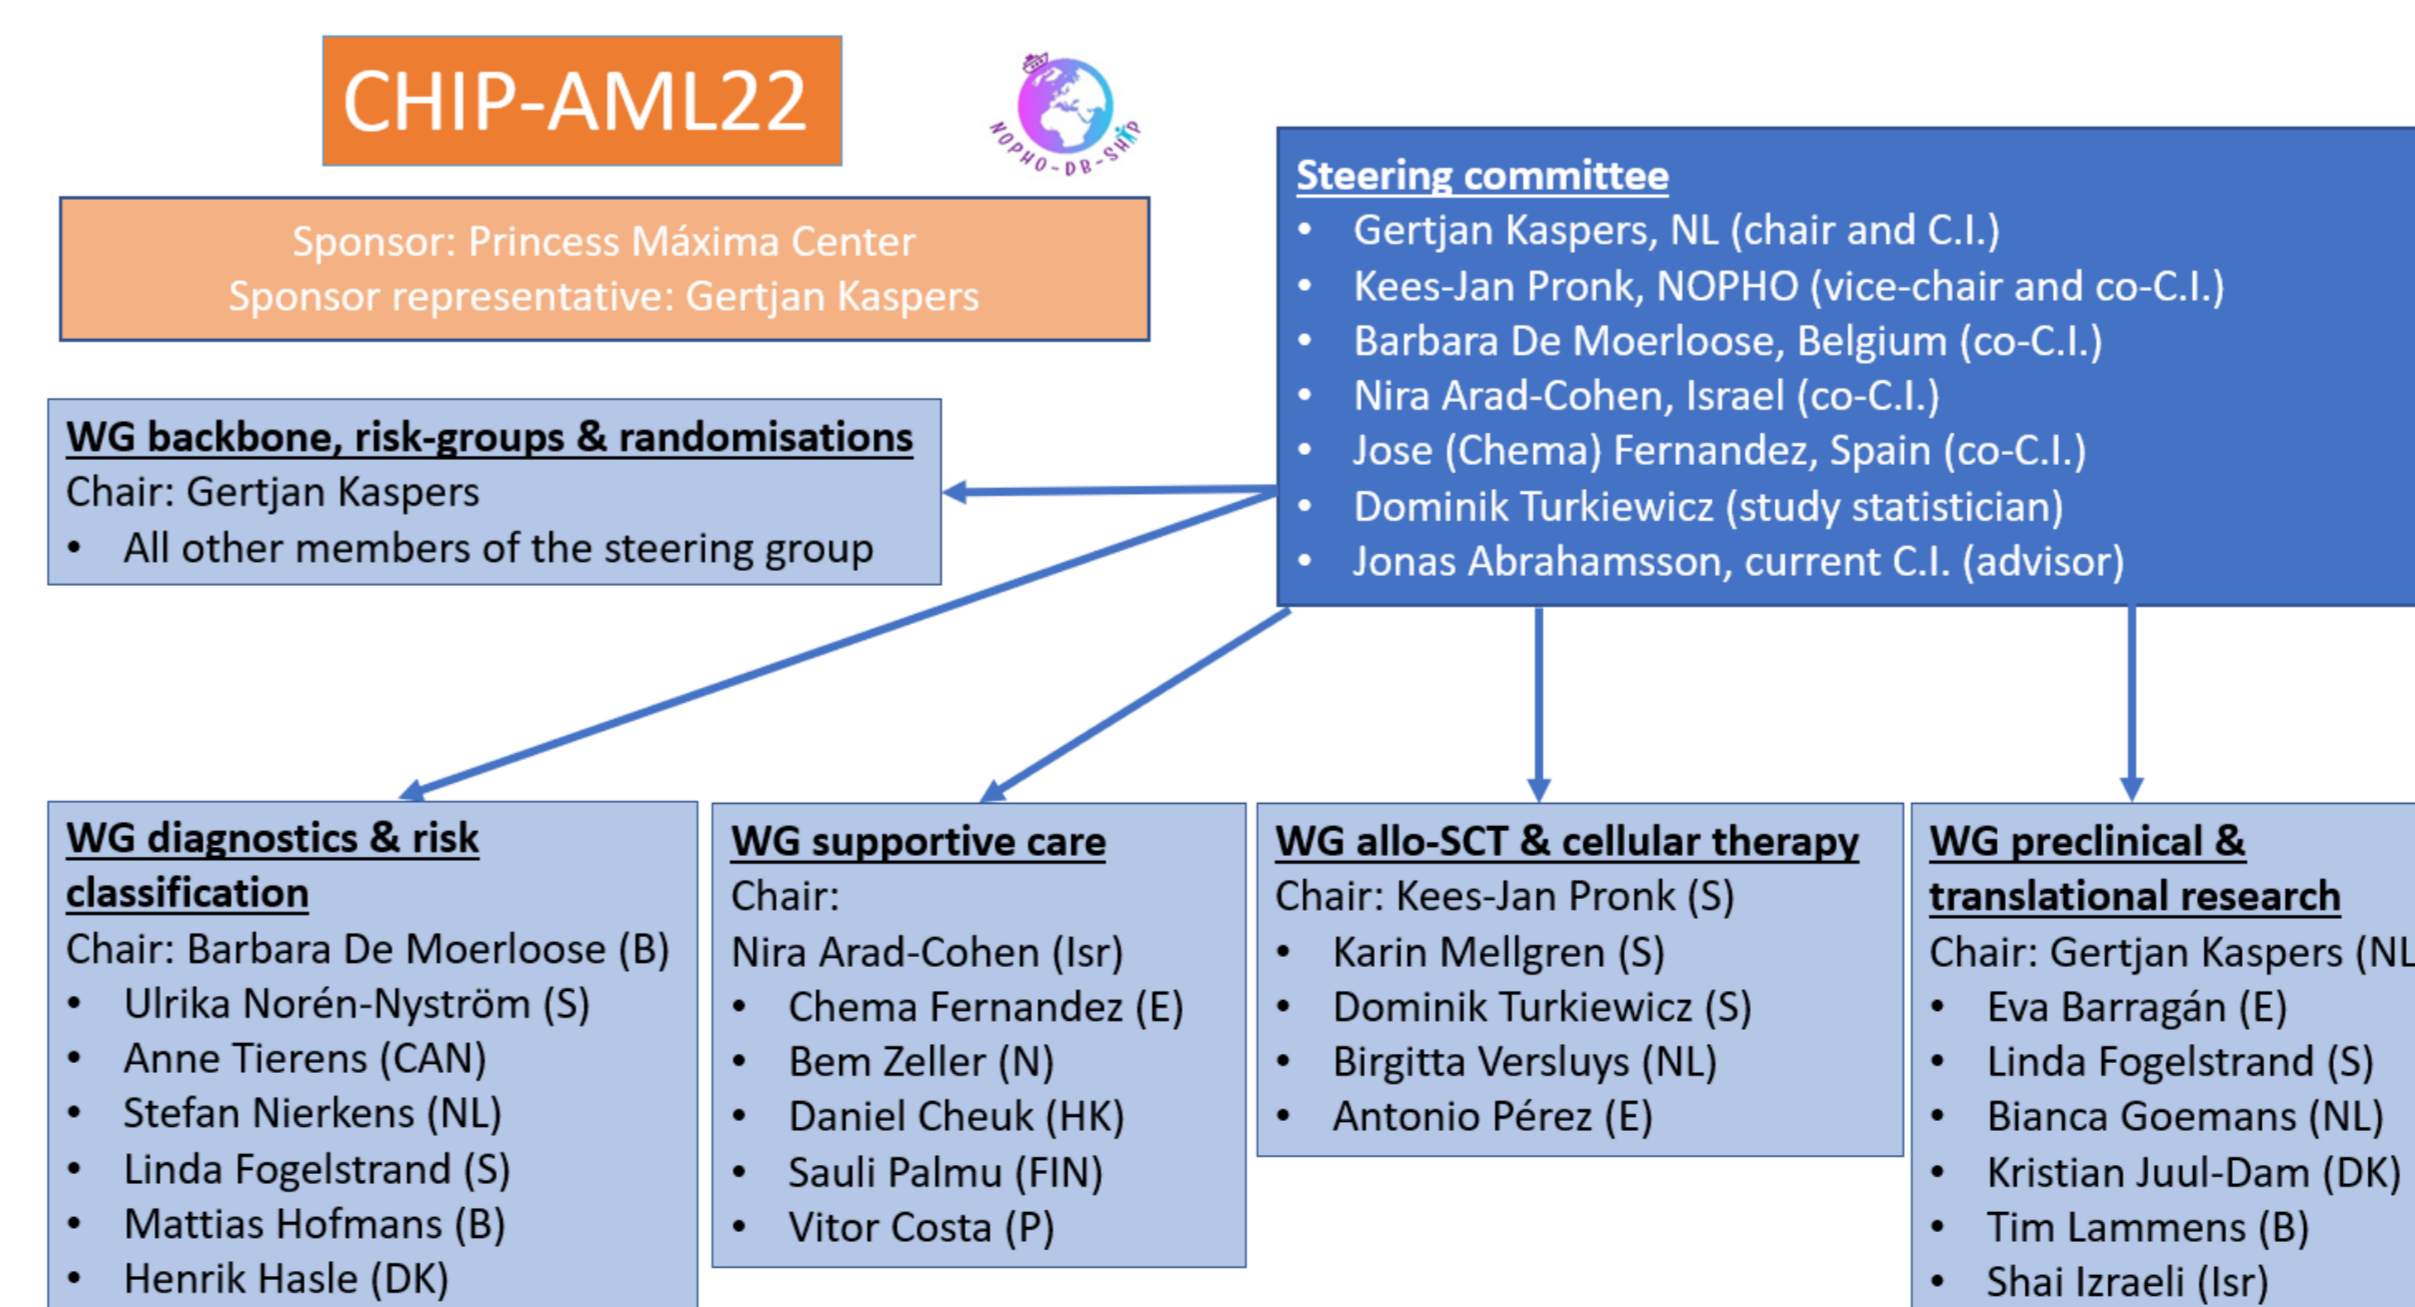 CHIP-AML22
NOPHO-DB-SHIP
Sponsor: Princess Máxima Center
Sponsor representative: Gertjan Kaspers
Steering committee
• Gertjan Kaspers, NL (chair and C.I.)
• Kees-Jan Pronk, NOPHO (vice-chair and co-C.I.)
• Barbara De Moerloose, Belgium (co-C.I.)
• Nira Arad-Cohen, Israel (co-C.I.)
• Jose (Chema) Fernandez, Spain (co-C.I.)
• Dominik Turkiewicz (study statistician)
• Jonas Abrahamsson, current C.I. (advisor)
WG backbone, risk-groups & randomisations
Chair: Gertjan Kaspers
• All other members of the steering group
WG diagnostics & risk
classification
Chair: Barbara De Moerloose (B)
• Ulrika Norén-Nyström (S)
• Anne Tierens (CAN)
• Stefan Nierkens (NL)
• Linda Fogelstrand (S)
• Mattias Hofmans (B)
• Henrik Hasle (DK)
WG supportive care
Chair:
Nira Arad-Cohen (Isr)
• Chema Fernandez (E)
• Bem Zeller (N)
• Daniel Cheuk (HK)
• Sauli Palmu (FIN)
• Vitor Costa (P)
WG allo-SCT & cellular therapy
Chair: Kees-Jan Pronk (S)
• Karin Mellgren (S)
• Dominik Turkiewicz (S)
• Birgitta Versluys (NL)
• Antonio Pérez (E)
WG preclinical &
translational research
Chair: Gertjan Kaspers (NL
• Eva Barragán (E)
• Linda Fogelstrand (S)
• Bianca Goemans (NL)
• Kristian Juul-Dam (DK)
• Tim Lammens (B)
• Shai Izraeli (Isr)